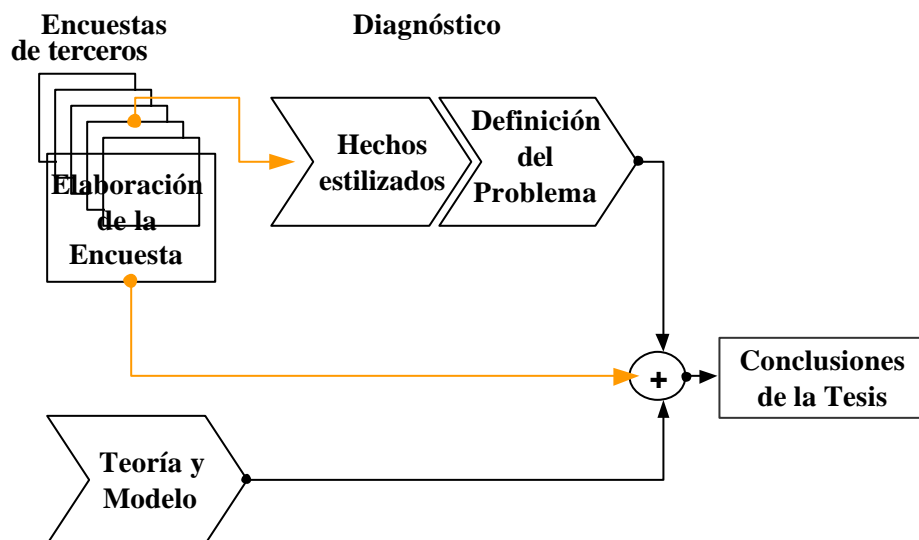 Encuestas
de terceros
Diagnóstico
Elaboración
de la
Encuesta
Hechos
estilizados
Definición
del
Problema
+
Conclusiones
de la Tesis
Teoría y
Modelo